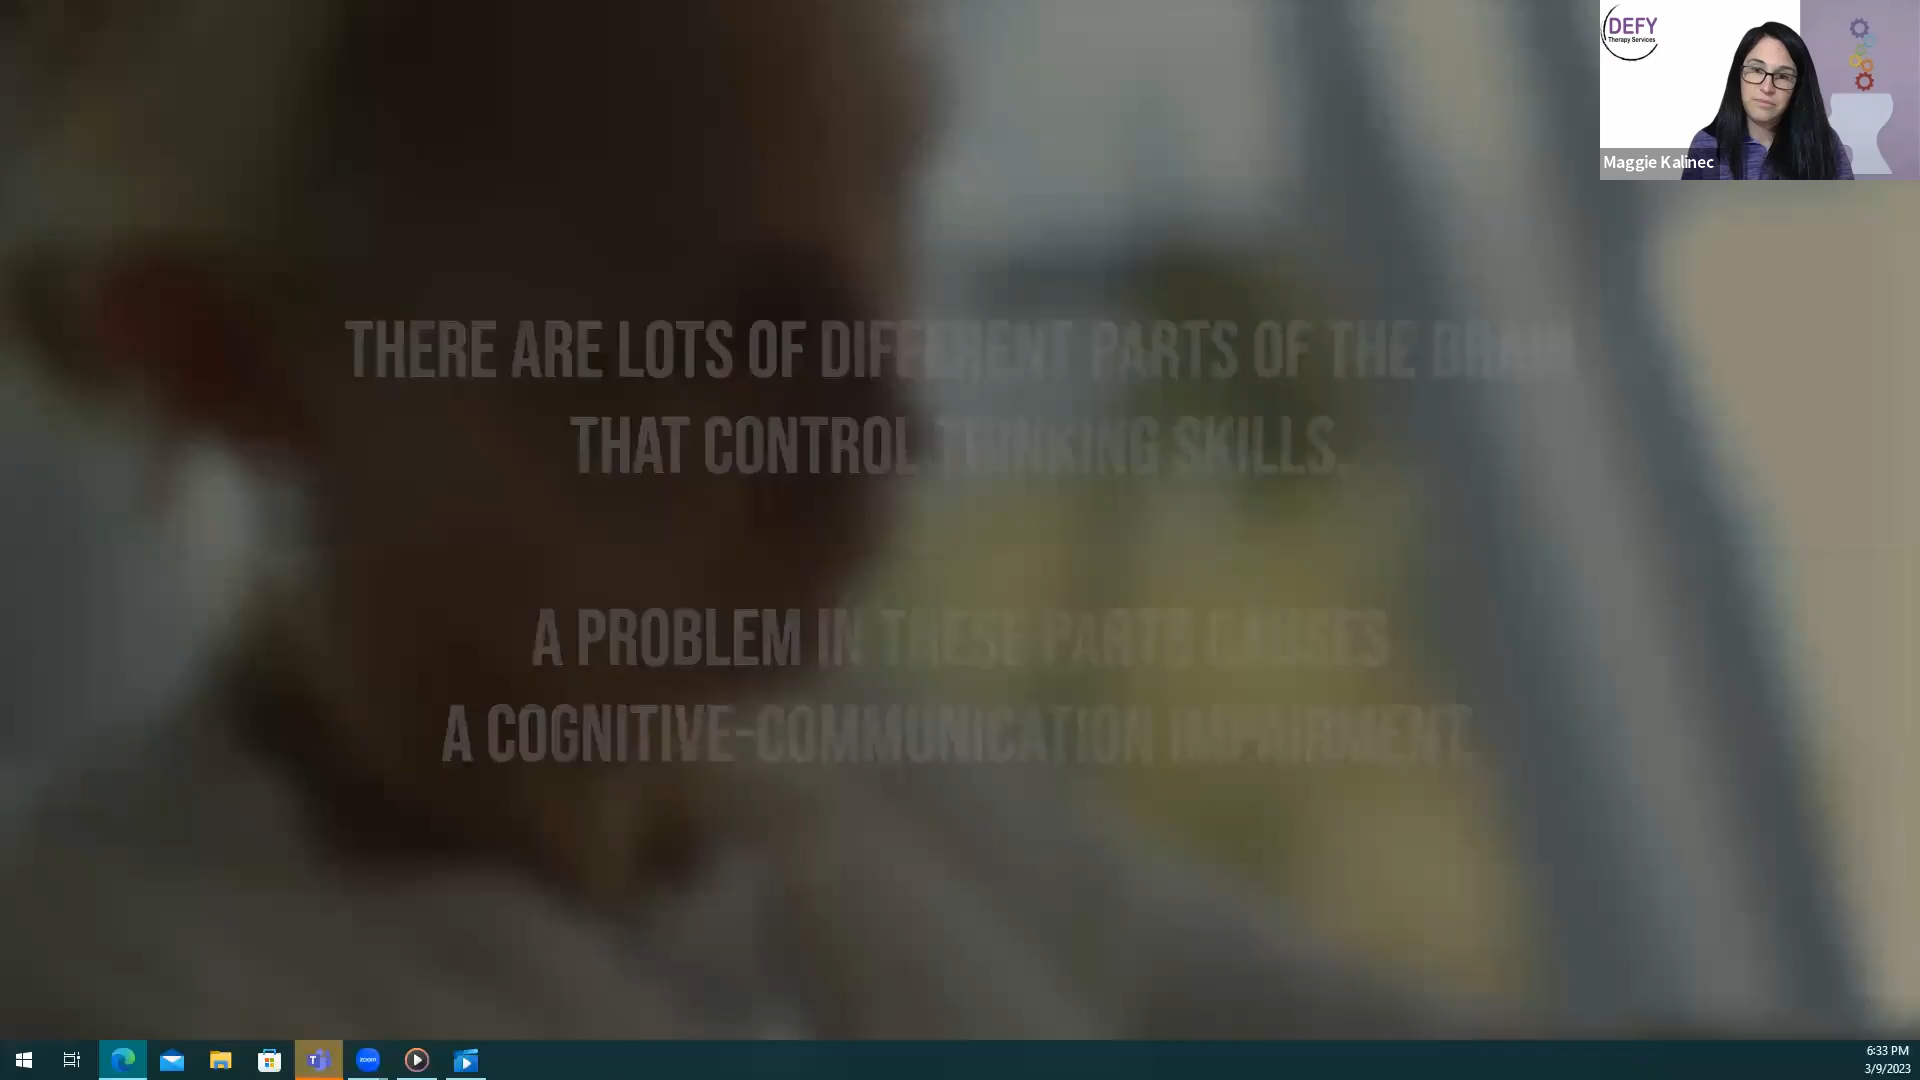 DEFY
Therapy Services
Maggie Kalinec
THERE ARE LOTS OF DIFFERENT PARTS OF THE BRAIN
THAT CONTROL THINKING SKILLS.
A PROBLEM IN THESE PARTS CAUSES
A COGNITIVE-COMMUNICATION IMPAIRMENT.
T
zoom
6:33 PM
3/9/2023